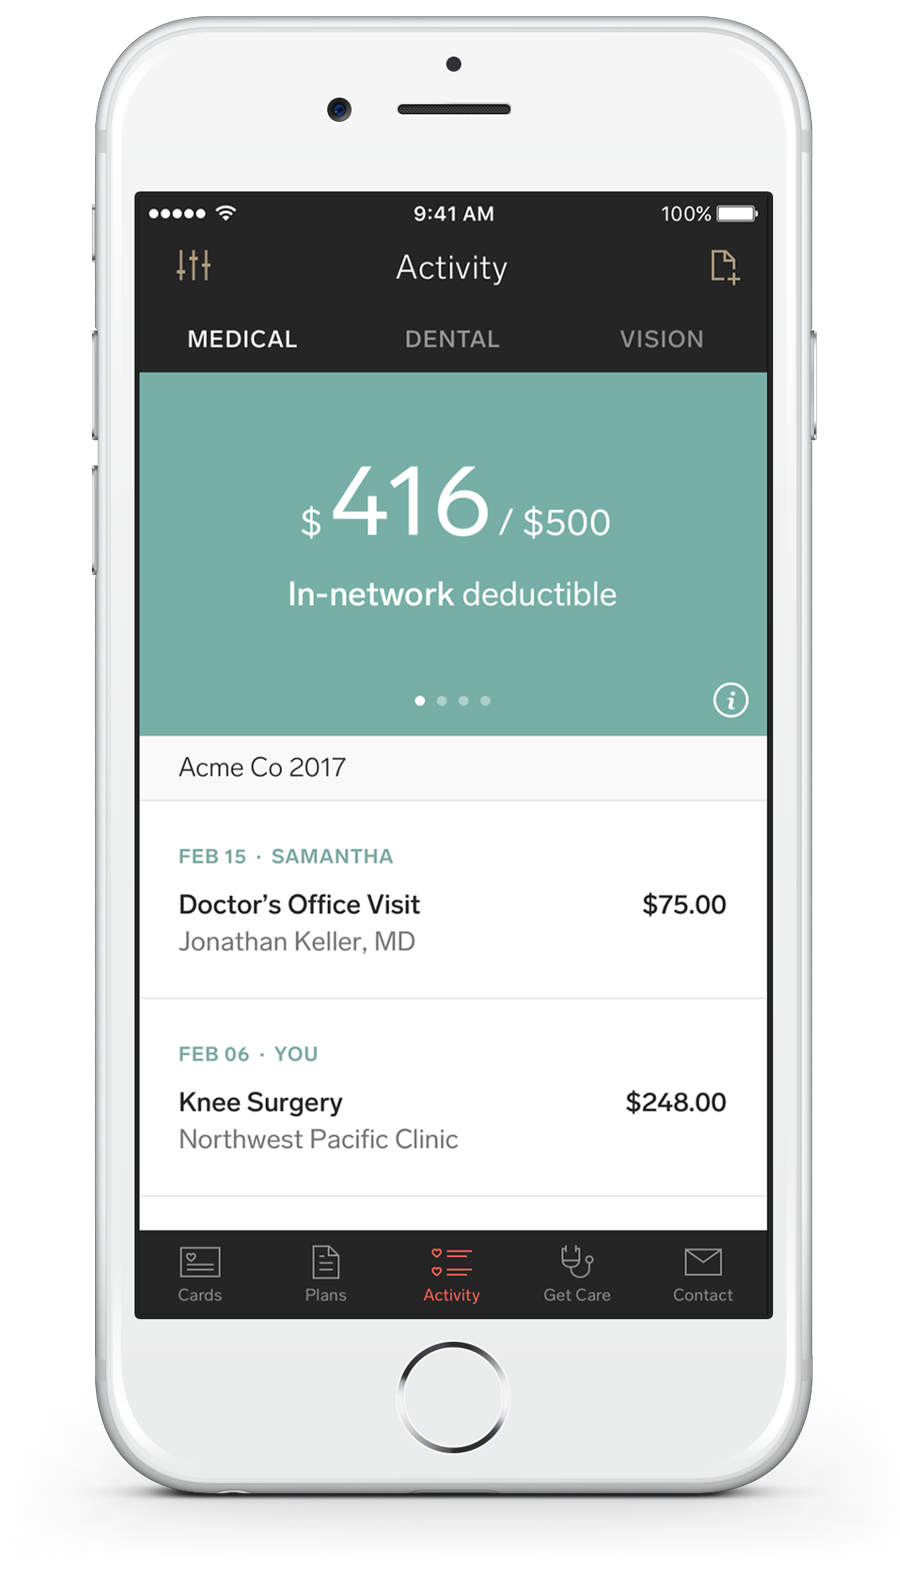 9:41 AM
100%
Activity
MEDICAL DENTAL VISION
$416 / $500
In-network deductible
i
Acme Co 2017
FEB 15 · SAMANTHA
Doctor’s Office Visit $75.00
Jonathan Keller, MD
FEB 06 · YOU
Knee Surgery $248.00
Northwest Pacific Clinic
Cards Plans Activity Get Care Contact